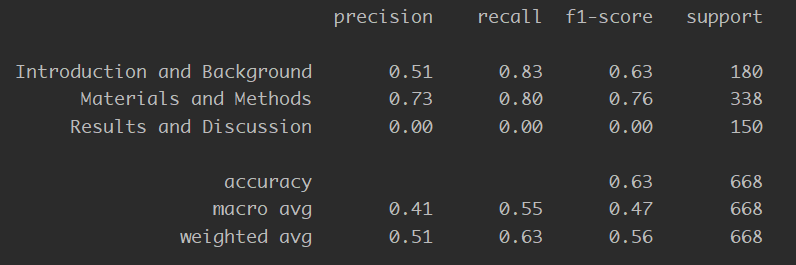 precision recall f1-score support
Introduction and Background 0.51 0.83 0.63 180
Materials and Methods 0.73 0.80 0.76 338
Results and Discussion 0.00 0.00 0.00 150
accuracy 0.63 668
macro avg 0.41 0.55 0.47 668
weighted avg 0.51 0.63 0.56 668